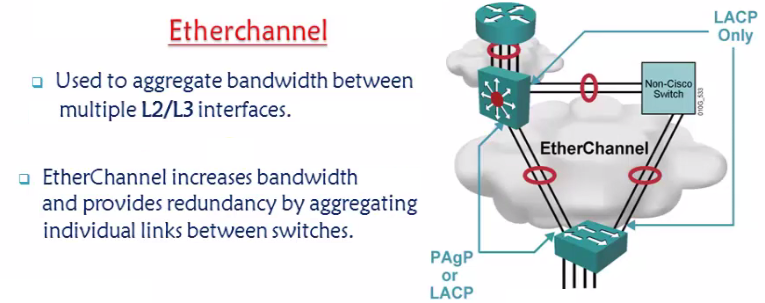 Etherchannel
Used to aggregate bandwidth between
multiple L2/L3 interfaces.
EtherChannel increases bandwidth
and provides redundancy by aggregating
individual links between switches.
LACP
Only
Non-Cisco
Switch
010G_533
EtherChannel
PAgP
or
LACP